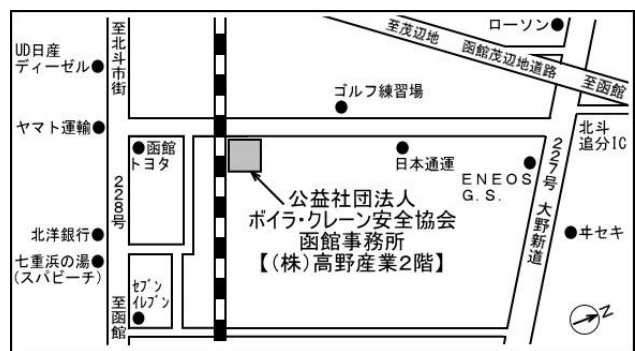 ローソン
至茂辺地
函館茂辺地道路
至函館
至北斗市街
UD日産
ディーゼル
ゴルフ練習場
ヤマト運輸
函館
トヨタ
日本通運
ENEOS
G.S.
227号 大野新道
北斗
追分IC
228号
公益社団法人
ボイラ・クレーン安全協会
函館事務所
【(株)高野産業2階】
北洋銀行
七重浜の湯
(スパビーチ)
ヰセキ
セブン
イレブン
至函館
N